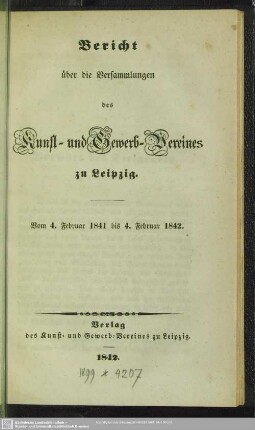 Bericht
über die Versammlungen
des
Kunst- und Gewerb-Vereines
zu Leipzig.
Vom 4. Februar 1841 bis 4. Februar 1842.
Verlag
des Kunst- und Gewerb-Vereines zu Leipzig.
1842.
1899 * 4207